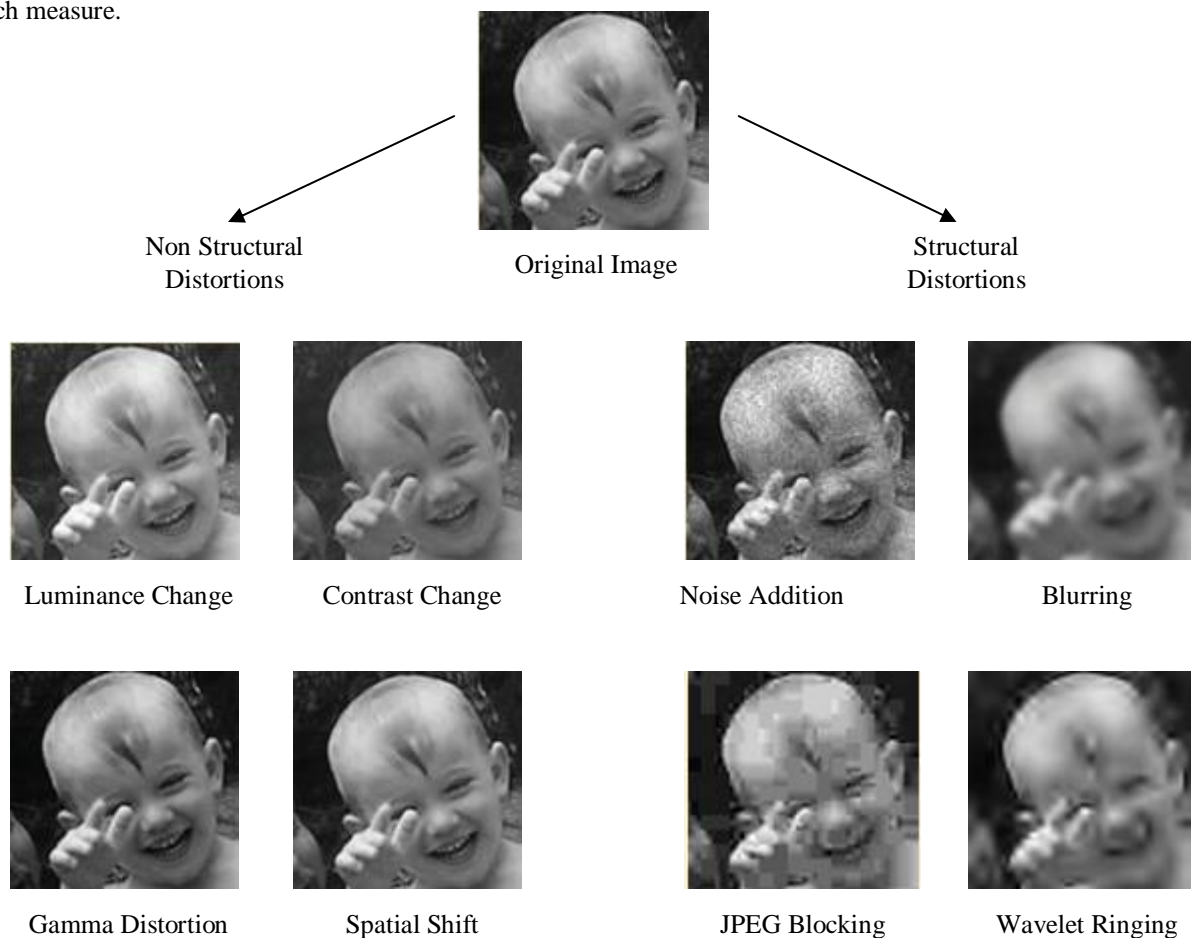 ch measure.
Original Image
Non Structural
Distortions
Structural
Distortions
Luminance Change
Contrast Change
Noise Addition
Blurring
Gamma Distortion
Spatial Shift
JPEG Blocking
Wavelet Ringing